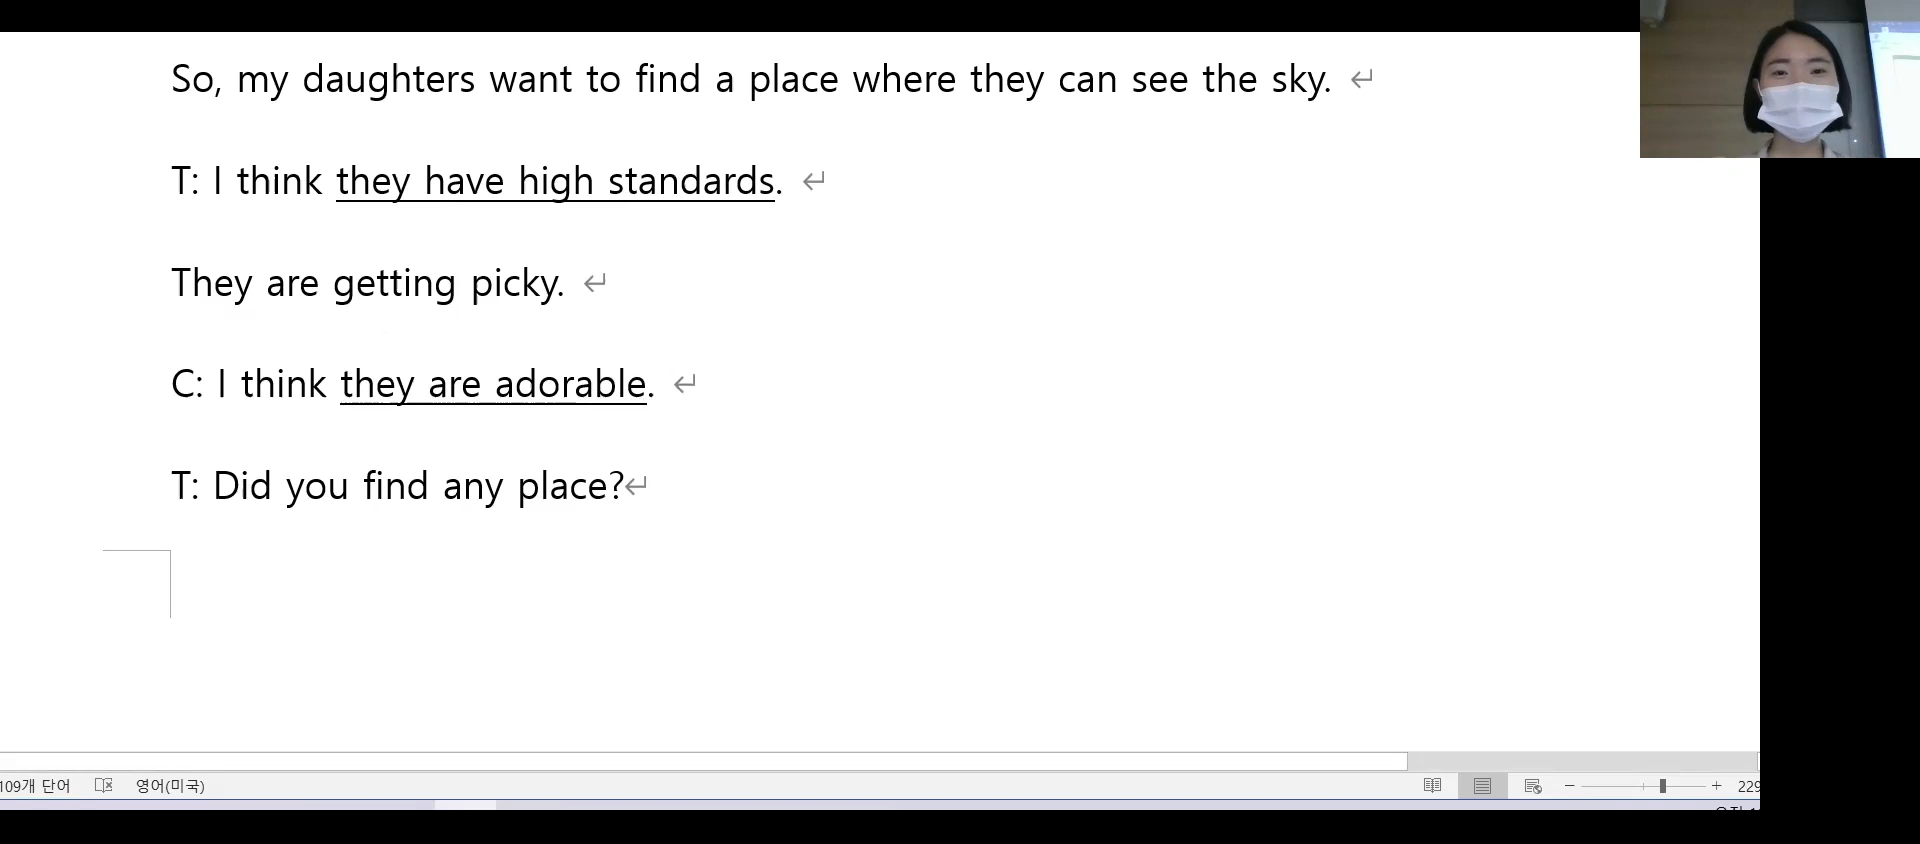 So, my daughters want to find a place where they can see the sky.
T: I think they have high standards.
They are getting picky.
C: I think they are adorable.
T: Did you find any place?
109개 단어 영어(미국) 229